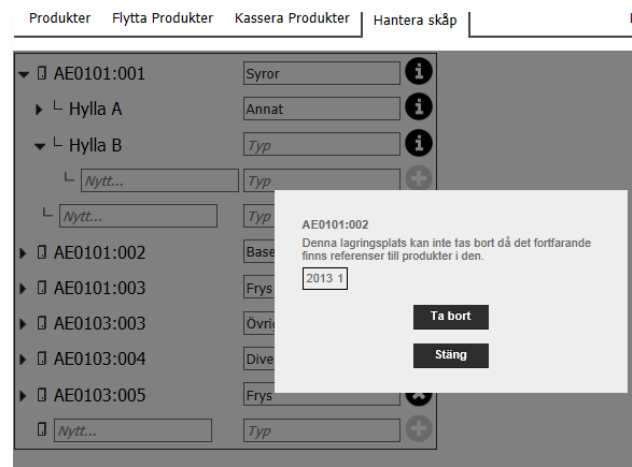 Produkter Flytta Produkter Kassera Produkter Hantera skåp
AE0101:001 Syror
Hylla A Annat
Hylla B Typ
Nytt... Typ
Nytt... Typ
AE0101:002
AE0101:003 Frys
AE0103:003
AE0103:004
AE0103:005 Frys
Nytt... Typ
AE0101:002
Denna lagringsplats kan inte tas bort då det fortfarande
finns referenser till produkter i den.
2013 1
Ta bort
Stäng